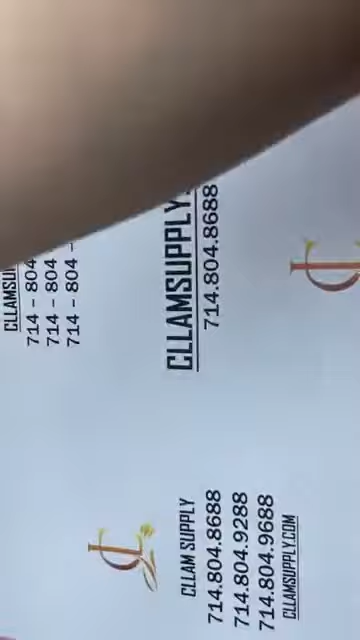 714 - 804
714 - 804
714 - 804 -
CLLAMSUPPLY.
714.804.8688
CLLAM SUPPLY
714.804.8688
714.804.9288
714.804.9688
CLLAMSUPPLY.COM